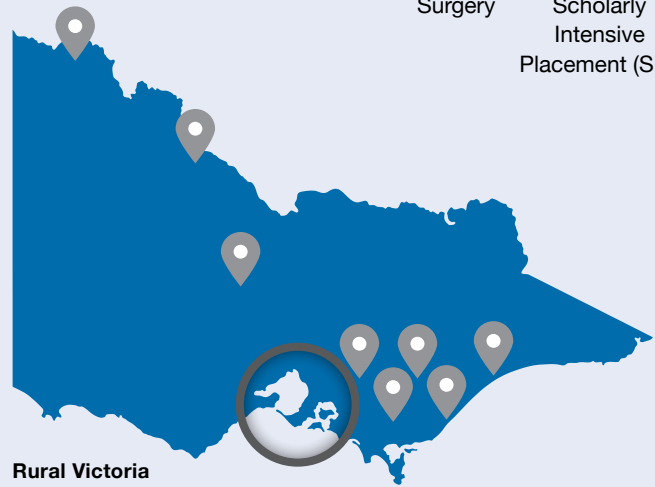 Surgery
Scholarly
Intensive
Placement (S
Rural Victoria